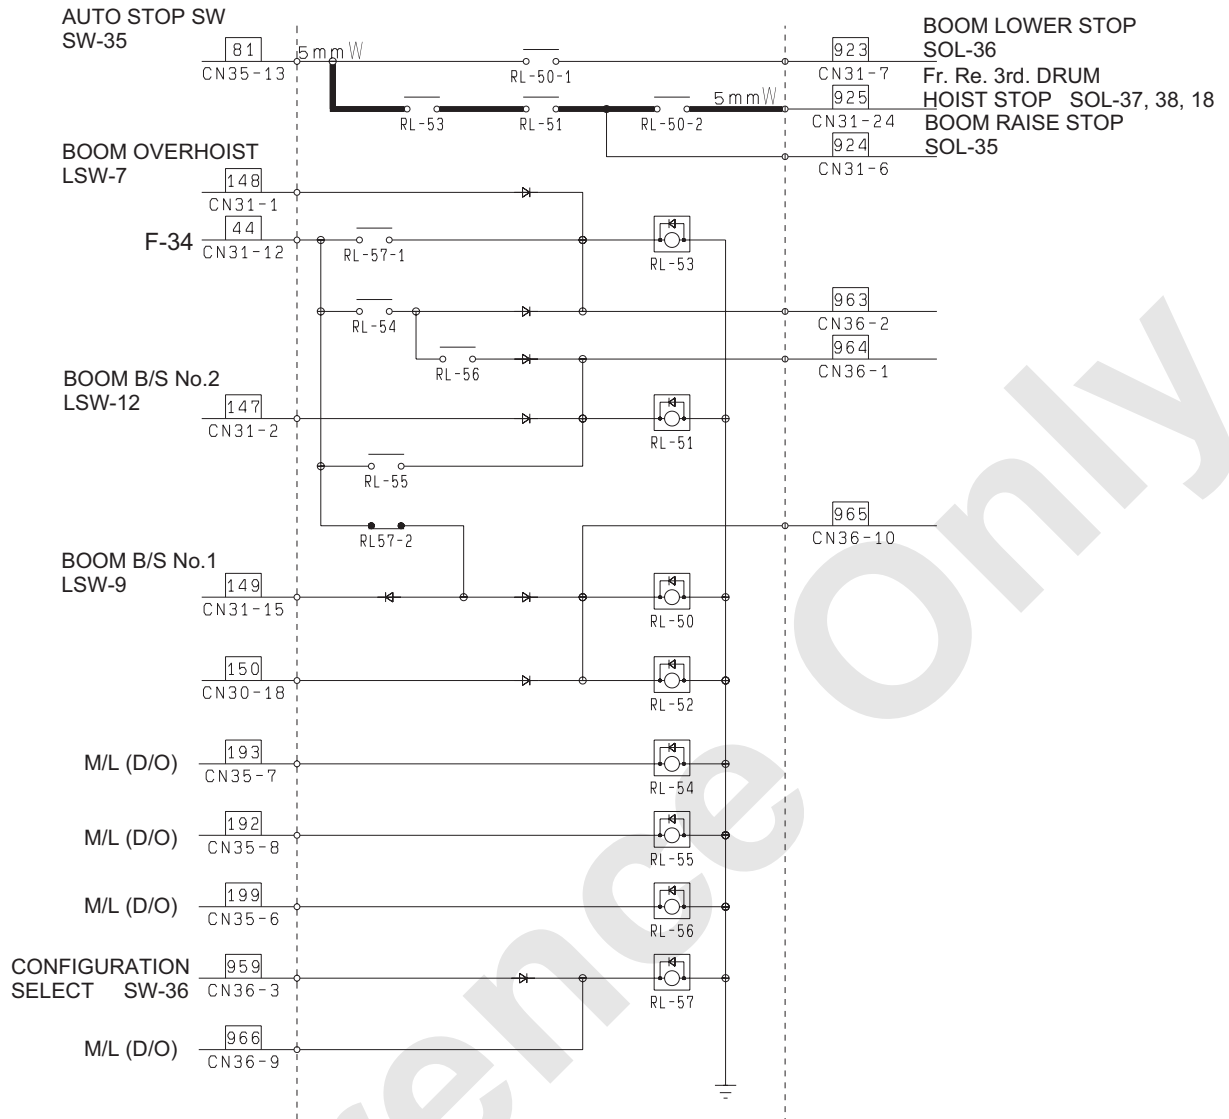 AUTO STOP SW
SW-35
81
CN35-13
5mmW
RL-50-1
923
CN31-7
BOOM LOWER STOP
SOL-36
Fr. Re. 3rd. DRUM
HOIST STOP SOL-37, 38, 18
RL-53
RL-51
RL-50-2
5mmW
925
CN31-24
BOOM RAISE STOP
SOL-35
924
CN31-6
BOOM OVERHOIST
LSW-7
148
CN31-1
F-34
44
CN31-12
RL-57-1
RL-53
RL-54
963
CN36-2
RL-56
964
CN36-1
BOOM B/S No.2
LSW-12
147
CN31-2
RL-51
RL-55
RL57-2
965
CN36-10
BOOM B/S No.1
LSW-9
149
CN31-15
RL-50
150
CN30-18
RL-52
M/L (D/O)
193
CN35-7
RL-54
M/L (D/O)
192
CN35-8
RL-55
M/L (D/O)
199
CN35-6
RL-56
CONFIGURATION
SELECT SW-36
959
CN36-3
RL-57
M/L (D/O)
966
CN36-9
rence Only